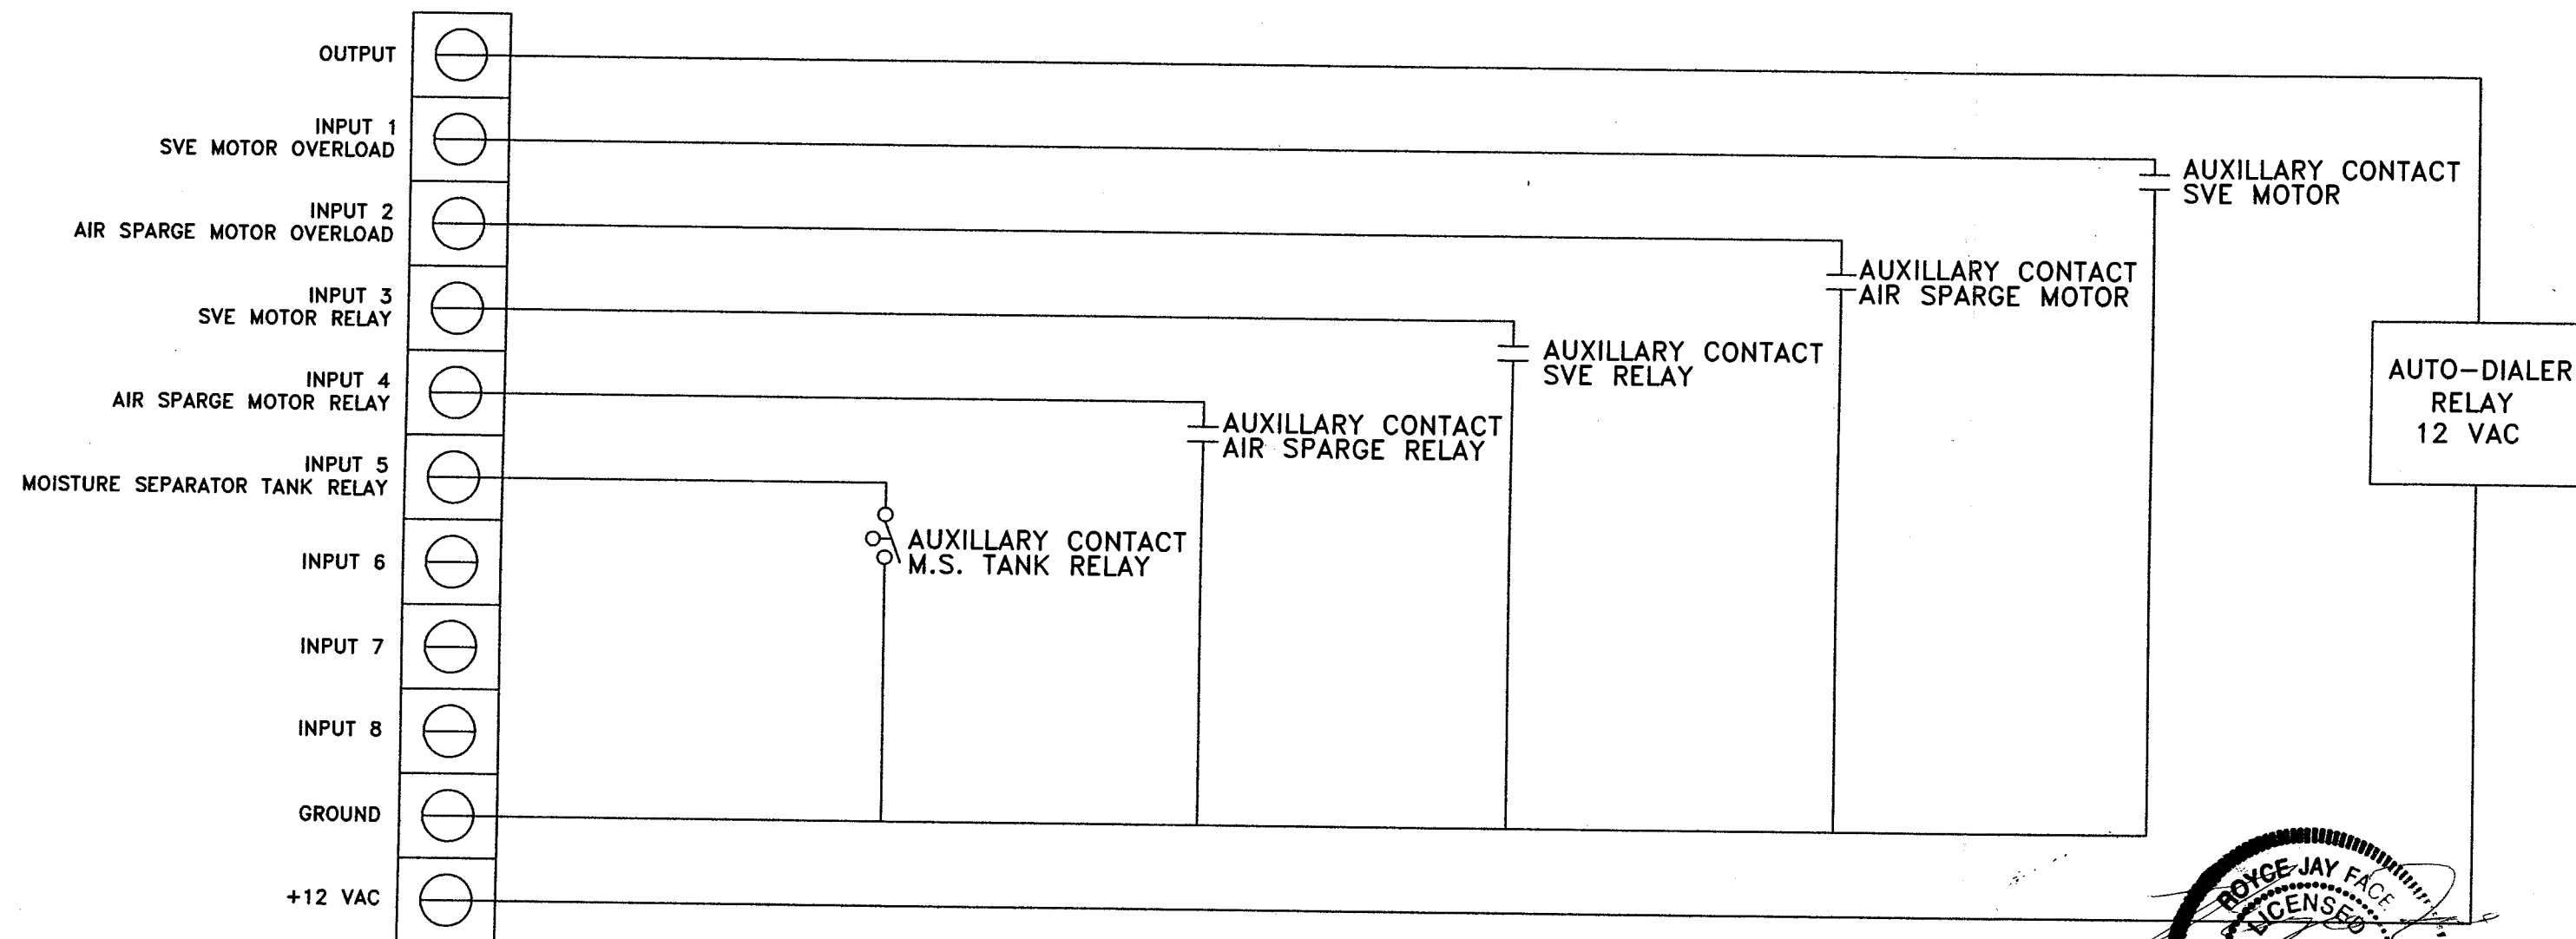 OUTPUT
INPUT 1
SVE MOTOR OVERLOAD
INPUT 2
AIR SPARGE MOTOR OVERLOAD
INPUT 3
SVE MOTOR RELAY
INPUT 4
AIR SPARGE MOTOR RELAY
INPUT 5
MOISTURE SEPARATOR TANK RELAY
INPUT 6
INPUT 7
INPUT 8
GROUND
+12 VAC
AUXILLARY CONTACT
SVE MOTOR
AUXILLARY CONTACT
AIR SPARGE MOTOR
AUXILLARY CONTACT
SVE RELAY
AUXILLARY CONTACT
AIR SPARGE RELAY
AUXILLARY CONTACT
M.S. TANK RELAY
AUTO-DIALER
RELAY
12 VAC
ROYCE JAY FACE
LICENSED